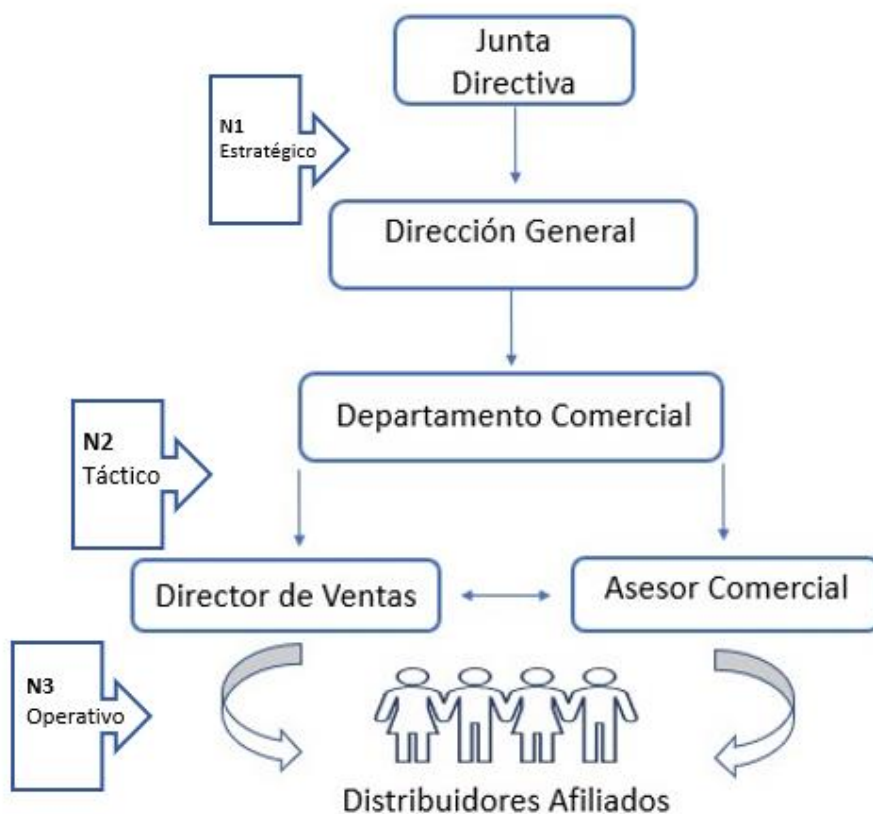 Junta
Directiva
N1
Estratégico
Dirección General
Departamento Comercial
N2
Táctico
Director de Ventas
Asesor Comercial
N3
Operativo
Distribuidores Afiliados